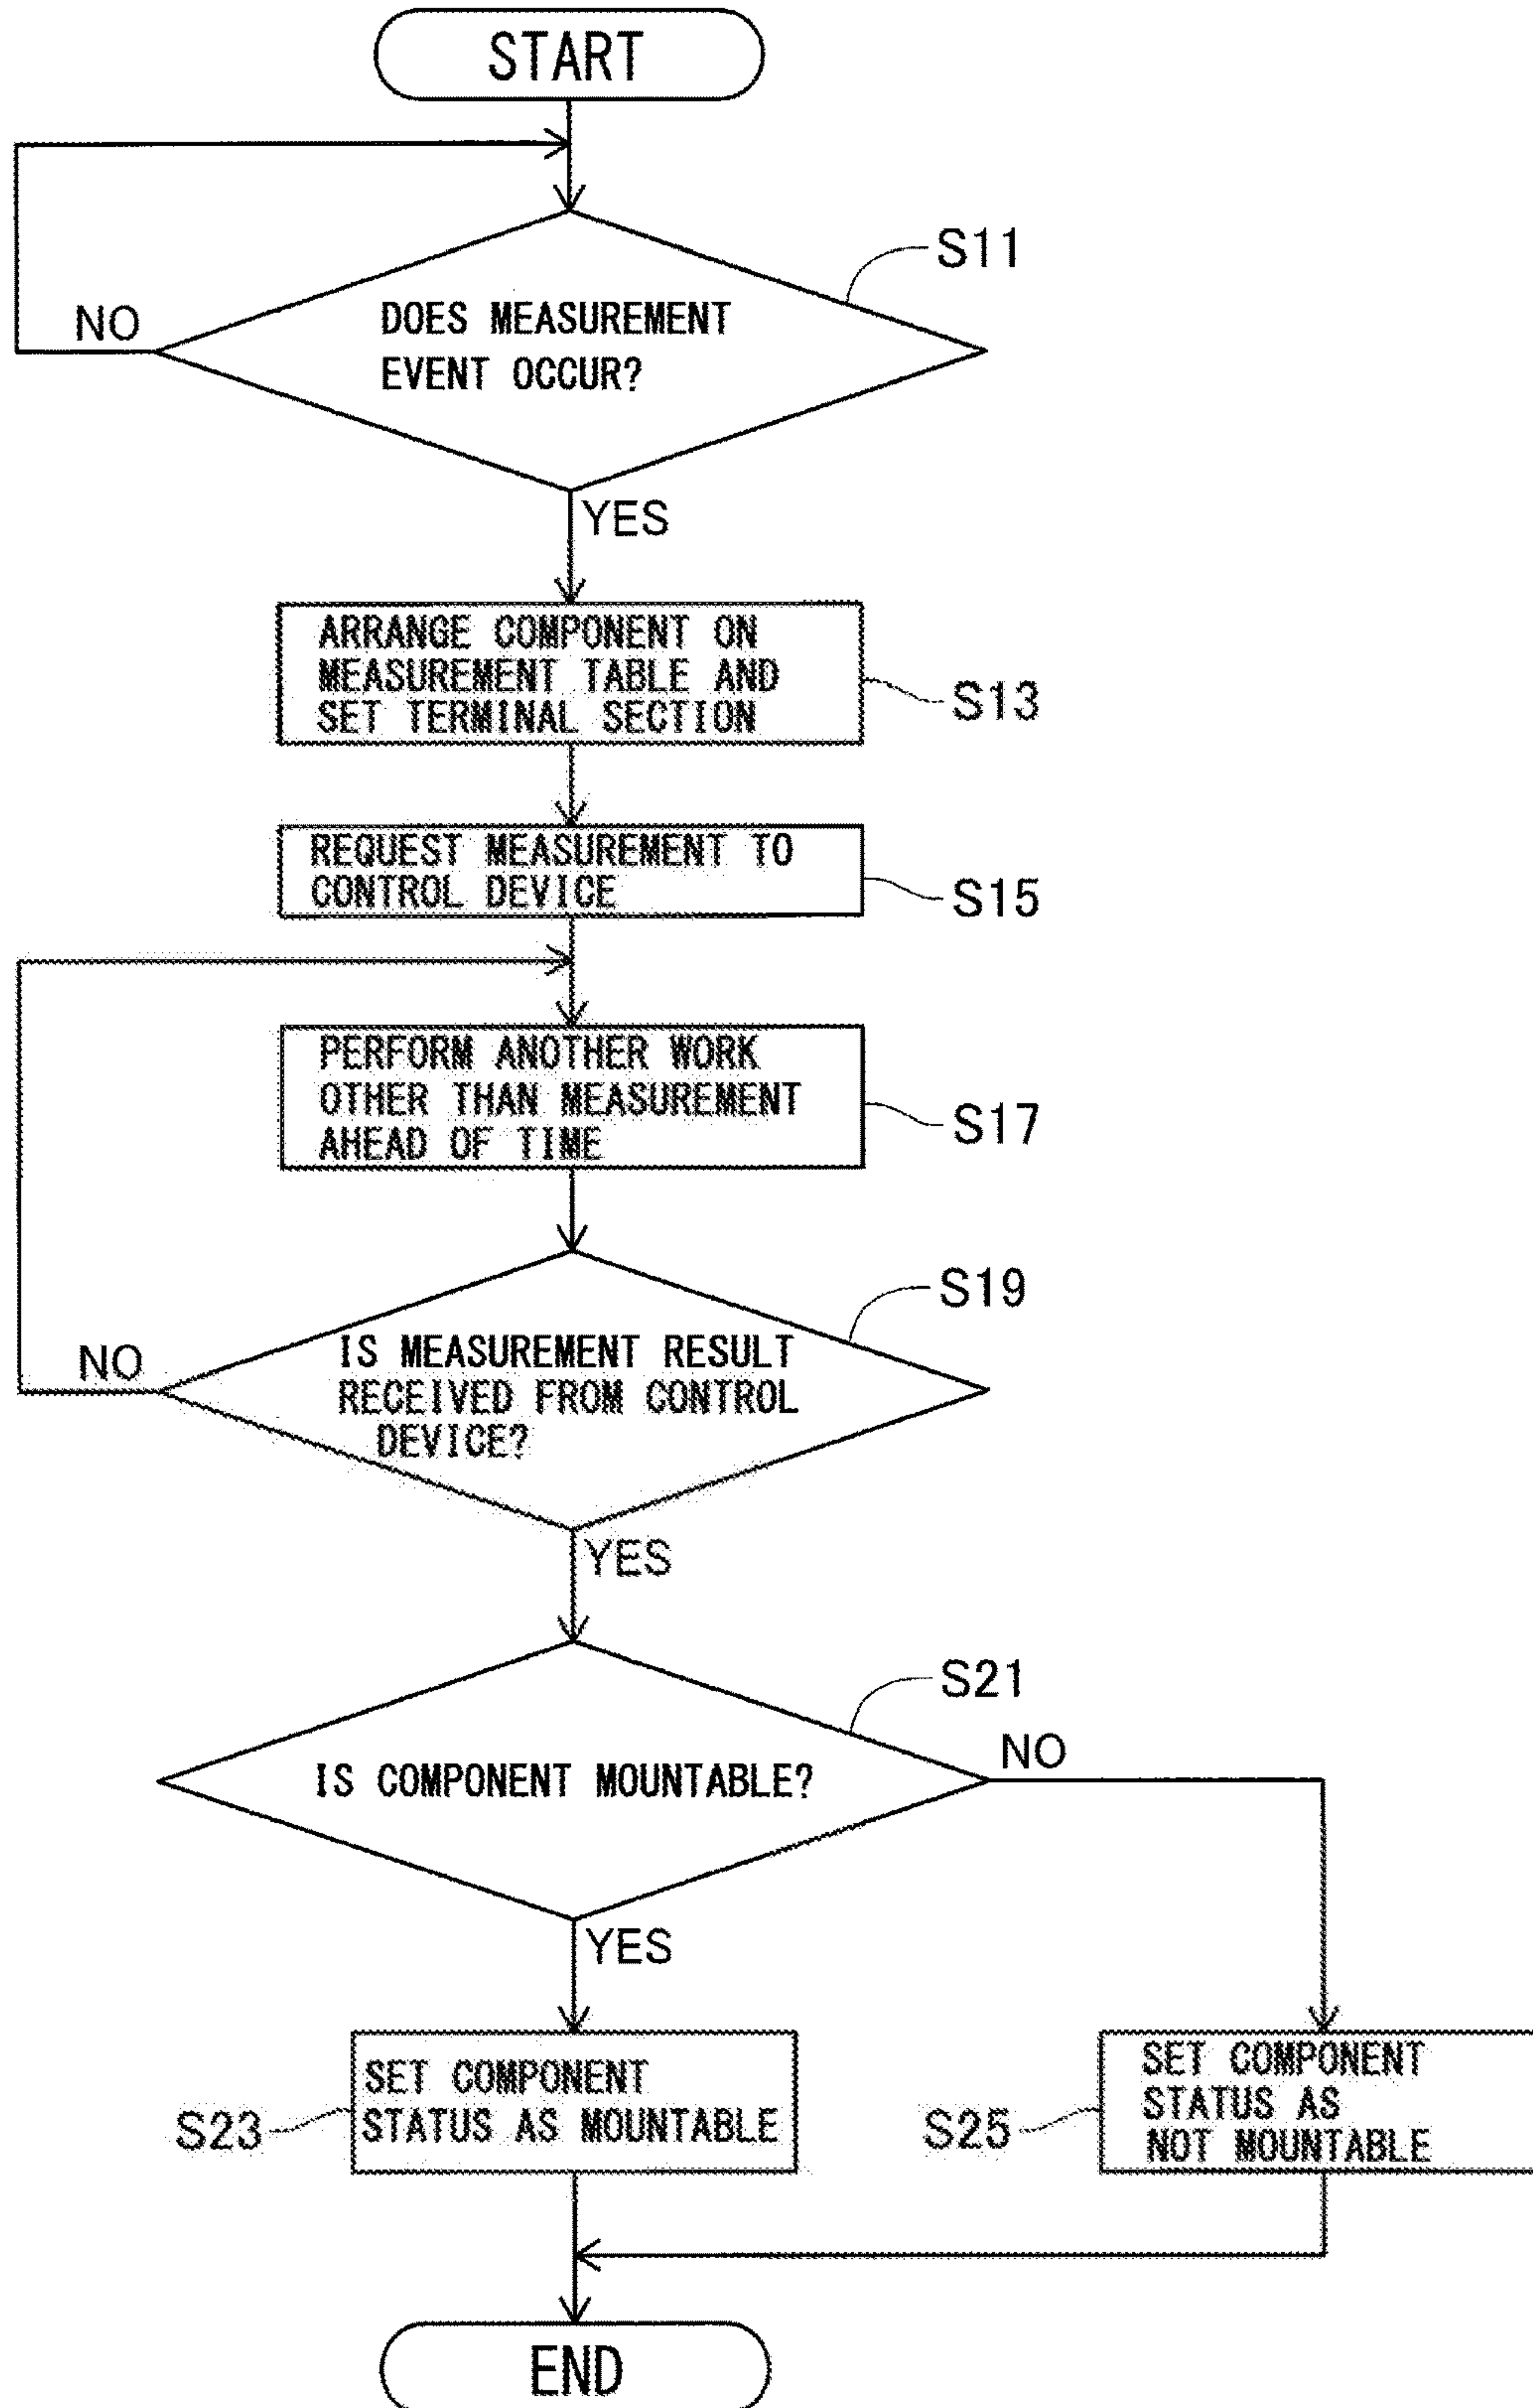 START
S11
DOES MEASUREMENT
EVENT OCCUR?
NO
YES
ARRANGE COMPONENT ON
MEASUREMENT TABLE AND
SET TERMINAL SECTION
S13
REQUEST MEASUREMENT TO
CONTROL DEVICE
S15
PERFORM ANOTHER WORK
OTHER THAN MEASUREMENT
AHEAD OF TIME
S17
S19
IS MEASUREMENT RESULT
RECEIVED FROM CONTROL
DEVICE?
NO
YES
S21
IS COMPONENT MOUNTABLE?
NO
YES
SET COMPONENT
STATUS AS MOUNTABLE
S23
SET COMPONENT
STATUS AS
NOT MOUNTABLE
S25
END